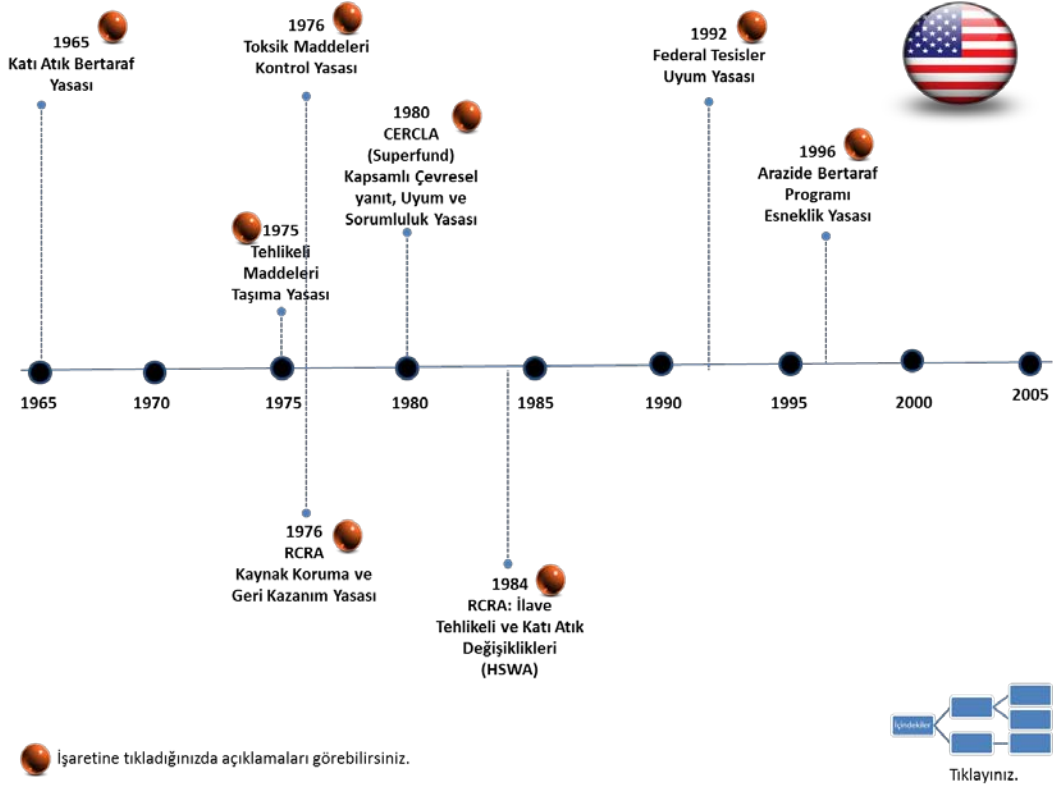 1965
Katı Atık Bertaraf
Yasası
1976
Toksik Maddeleri
Kontrol Yasası
1992
Federal Tesisler
Uyum Yasası
1980
CERCLA
(Superfund)
Kapsamlı Çevresel
yanıt, Uyum ve
Sorumluluk Yasası
1996
Arazide Bertaraf
Programı
Esneklik Yasası
1975
Tehlikeli
Maddeleri
Taşıma Yasası
1965
1970
1975
1980
1985
1990
1995
2000
2005
1976
RCRA
Kaynak Koruma ve
Geri Kazanım Yasası
1984
RCRA: İlave
Tehlikeli ve Katı Atık
Değişiklikleri
(HSWA)
İçindekiler
İşaretine tıkladığınızda açıklamaları görebilirsiniz.
Tıklayınız.